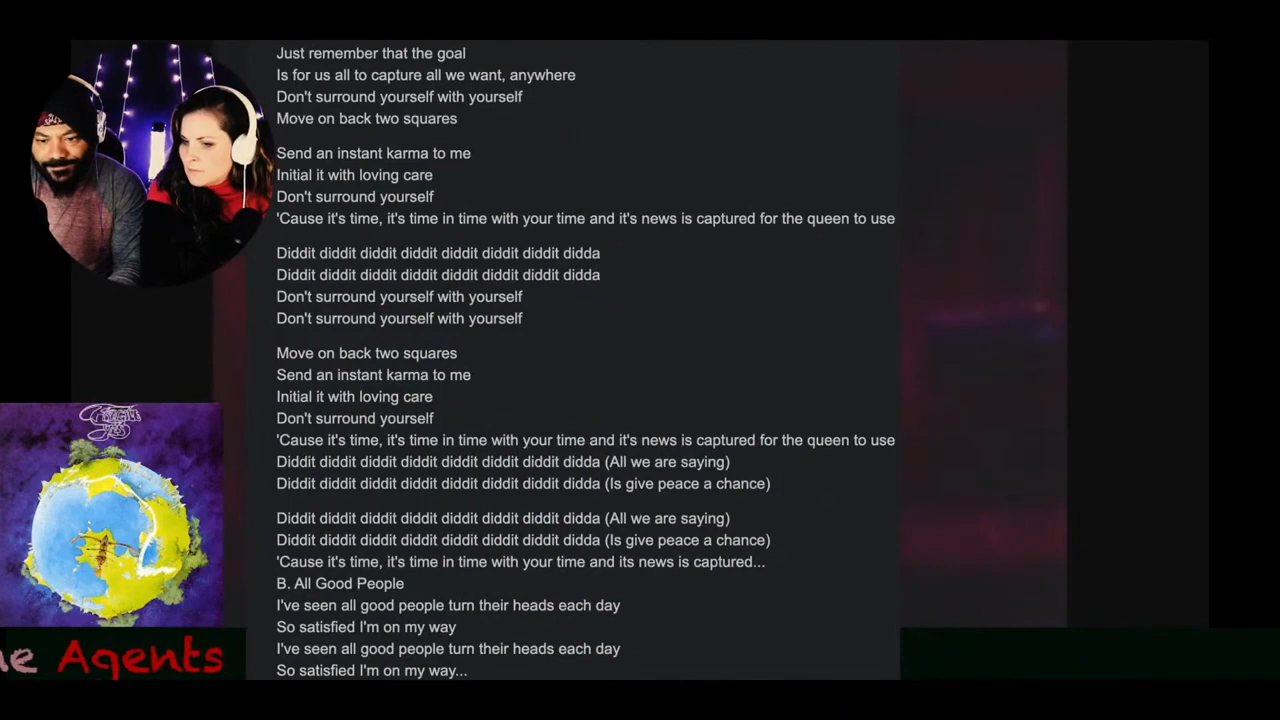 Just remember that the goal
Is for us all to capture all we want, anywhere
Don't surround yourself with yourself
Move on back two squares
Send an instant karma to me
Initial it with loving care
Don't surround yourself
'Cause it's time, it's time in time with your time and it's news is captured for the queen to use
Diddit diddit diddit diddit diddit diddit diddit didda
Diddit diddit diddit diddit diddit diddit diddit didda
Don't surround yourself with yourself
Don't surround yourself with yourself
Move on back two squares
Send an instant karma to me
Initial it with loving care
Don't surround yourself
'Cause it's time, it's time in time with your time and it's news is captured for the queen to use
Diddit diddit diddit diddit diddit diddit diddit didda (All we are saying)
Diddit diddit diddit diddit diddit diddit diddit didda (Is give peace a chance)
Diddit diddit diddit diddit diddit diddit diddit didda (All we are saying)
Diddit diddit diddit diddit diddit diddit diddit didda (Is give peace a chance)
'Cause it's time, it's time in time with your time and its news is captured...
B. All Good People
I've seen all good people turn their heads each day
So satisfied I'm on my way
I've seen all good people turn their heads each day
So satisfied I'm on my way...
FRAGILE
YES
Agents